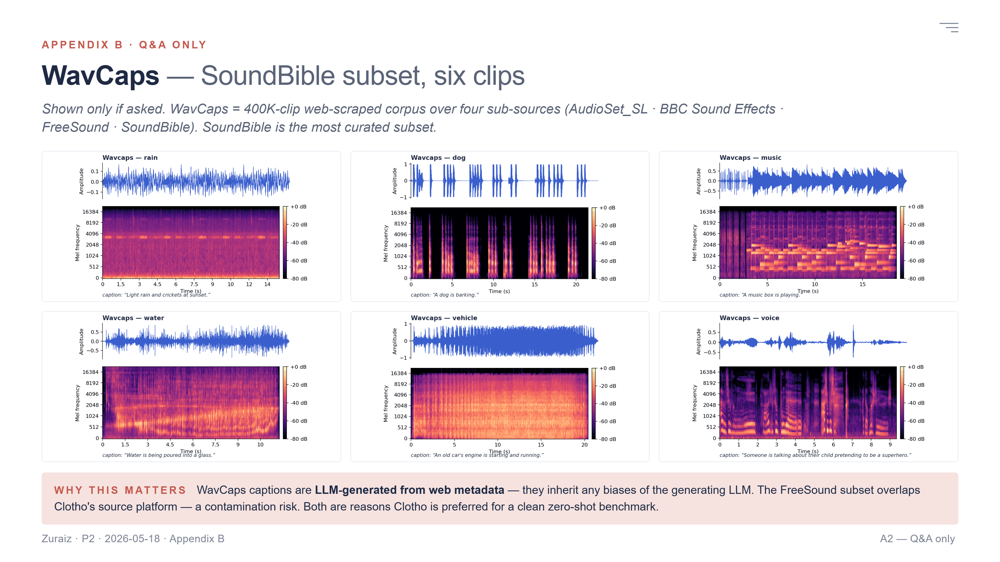 APPENDIX B · Q&A ONLY
WavCaps — SoundBible subset, six clips
Shown only if asked. WavCaps = 400K-clip web-scraped corpus over four sub-sources (AudioSet_SL · BBC Sound Effects ·
FreeSound · SoundBible). SoundBible is the most curated subset.
Wavcaps — rain
Amplitude
0.1
0.0
−0.1
Mel frequency
16384
8192
4096
2048
1024
512
0
+0 dB
-20 dB
-40 dB
-60 dB
-80 dB
0 1.5 3 4.5 6 7.5 9 10 12 14
Time (s)
caption: “Light rain and crickets at sunset.”
Wavcaps — dog
Amplitude
1
0
−1
Mel frequency
16384
8192
4096
2048
1024
512
0
+0 dB
-20 dB
-40 dB
-60 dB
-80 dB
0 5 10 15 20
Time (s)
caption: “A dog is barking.”
Wavcaps — music
Amplitude
0.5
0.0
−0.5
Mel frequency
16384
8192
4096
2048
1024
512
0
+0 dB
-20 dB
-40 dB
-60 dB
-80 dB
0 5 10 15
Time (s)
caption: “A music box is playing.”
Wavcaps — water
Amplitude
0.5
0.0
−0.5
Mel frequency
16384
8192
4096
2048
1024
512
0
+0 dB
-20 dB
-40 dB
-60 dB
-80 dB
0 1.5 3 4.5 6 7.5 9 10
Time (s)
caption: “Water is being poured into a glass.”
Wavcaps — vehicle
Amplitude
1
0
−1
Mel frequency
16384
8192
4096
2048
1024
512
0
+0 dB
-20 dB
-40 dB
-60 dB
-80 dB
0 5 10 15 20
Time (s)
caption: “An old car's engine is starting and running.”
Wavcaps — voice
Amplitude
0.5
0.0
−0.5
Mel frequency
16384
8192
4096
2048
1024
512
0
+0 dB
-20 dB
-40 dB
-60 dB
-80 dB
0 1 2 3 4 5 6 7 8 9
Time (s)
caption: “Someone is talking about their child pretending to be a superhero.”
WHY THIS MATTERS WavCaps captions are LLM-generated from web metadata — they inherit any biases of the generating LLM. The FreeSound subset overlaps
Clotho's source platform — a contamination risk. Both are reasons Clotho is preferred for a clean zero-shot benchmark.
Zuraiz · P2 · 2026-05-18 · Appendix B
A2 — Q&A only